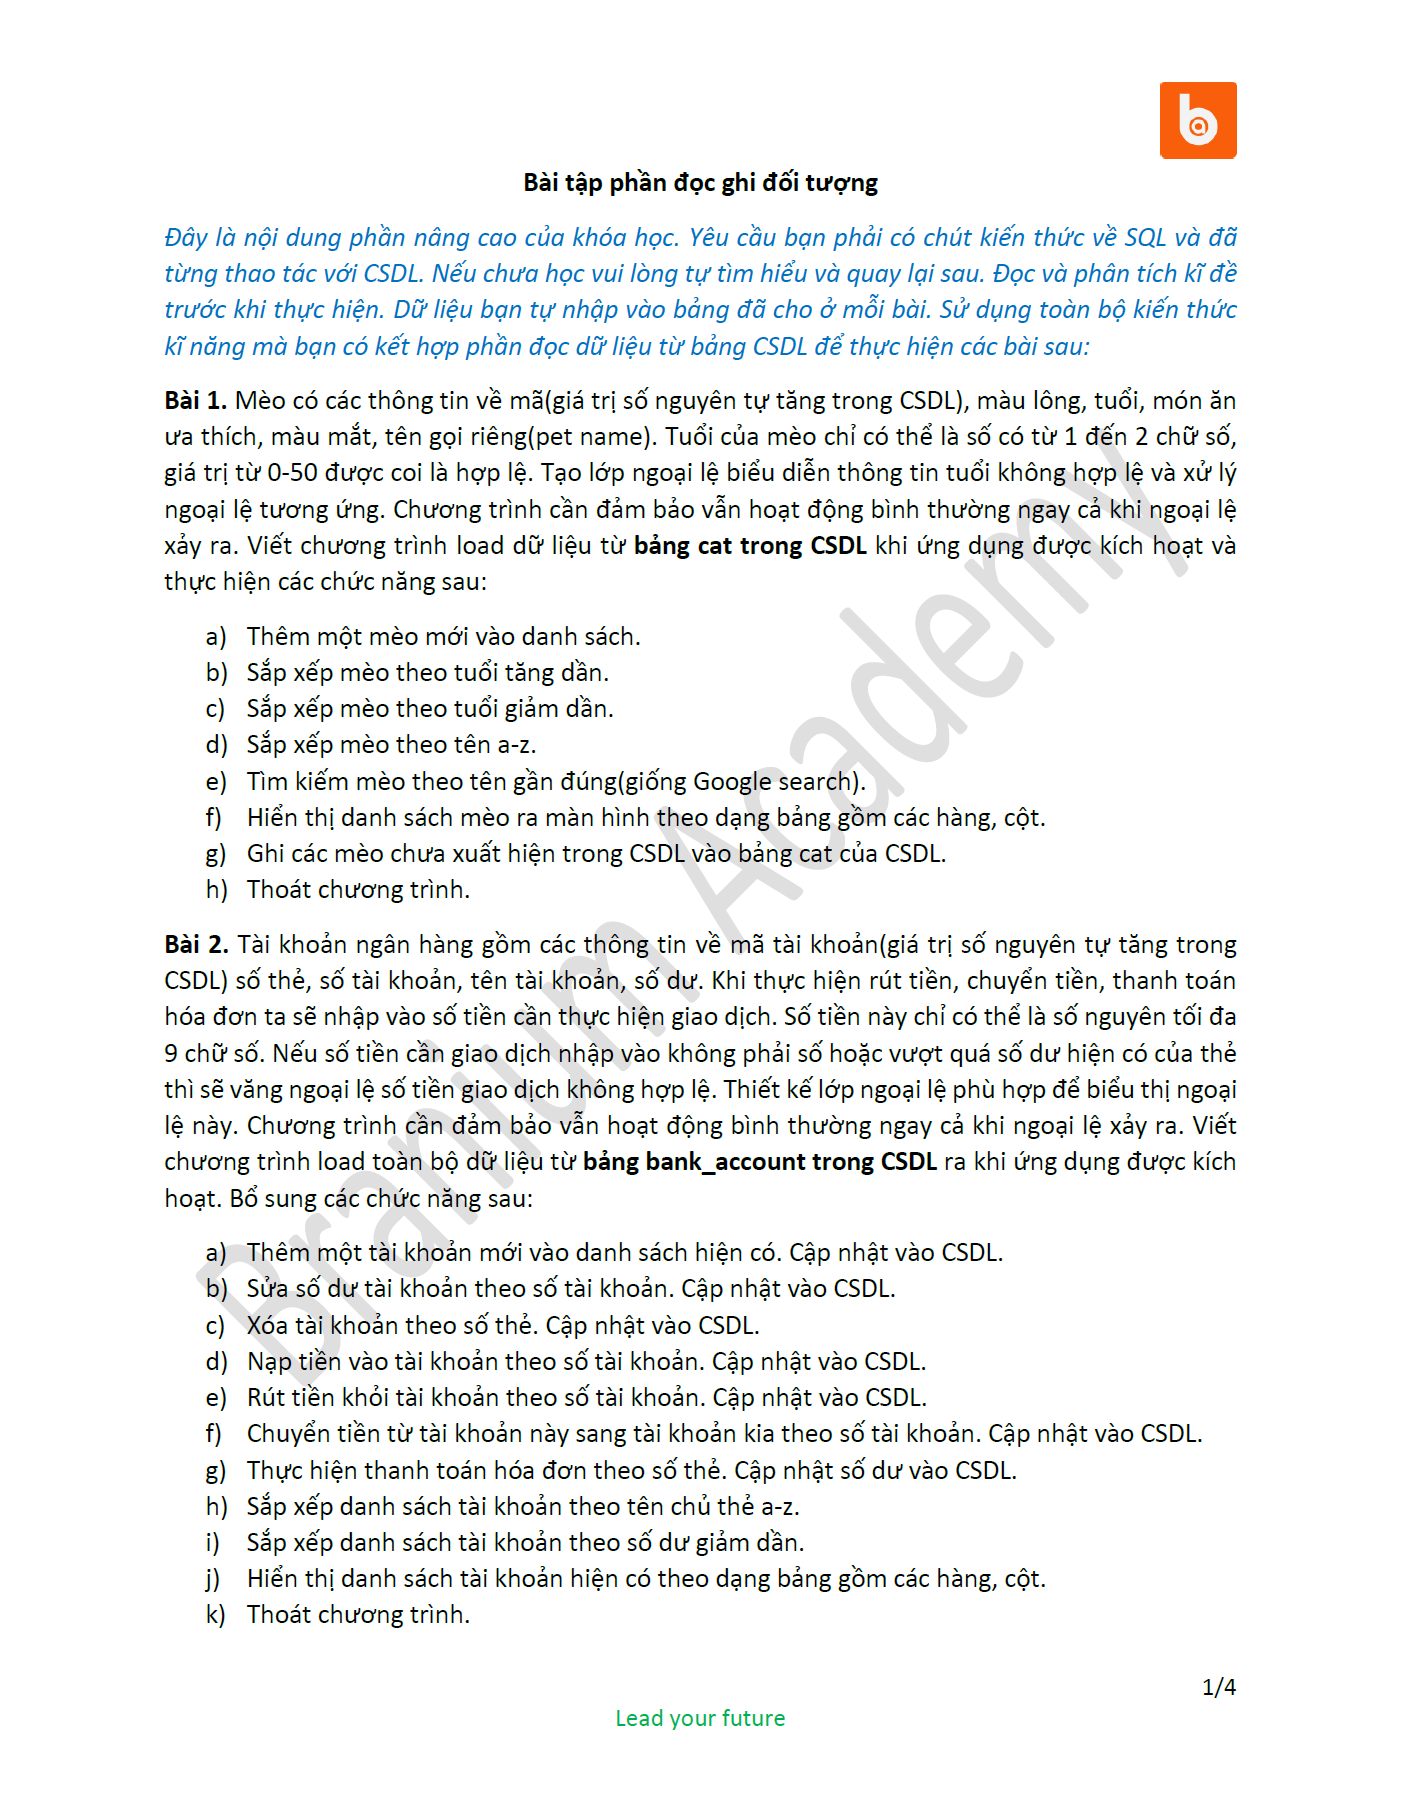 Bài tập phần đọc ghi đối tượng
Đây là nội dung phần nâng cao của khóa học. Yêu cầu bạn phải có chút kiến thức về SQL và đã
từng thao tác với CSDL. Nếu chưa học vui lòng tự tìm hiểu và quay lại sau. Đọc và phân tích kĩ đề
trước khi thực hiện. Dữ liệu bạn tự nhập vào bảng đã cho ở mỗi bài. Sử dụng toàn bộ kiến thức
kĩ năng mà bạn có kết hợp phần đọc dữ liệu từ bảng CSDL để thực hiện các bài sau:
Bài 1. Mèo có các thông tin về mã(giá trị số nguyên tự tăng trong CSDL), màu lông, tuổi, món ăn
ưa thích, màu mắt, tên gọi riêng(pet name). Tuổi của mèo chỉ có thể là số có từ 1 đến 2 chữ số,
giá trị từ 0-50 được coi là hợp lệ. Tạo lớp ngoại lệ biểu diễn thông tin tuổi không hợp lệ và xử lý
ngoại lệ tương ứng. Chương trình cần đảm bảo vẫn hoạt động bình thường ngay cả khi ngoại lệ
xảy ra. Viết chương trình load dữ liệu từ bảng cat trong CSDL khi ứng dụng được kích hoạt và
thực hiện các chức năng sau:
a) Thêm một mèo mới vào danh sách.
b) Sắp xếp mèo theo tuổi tăng dần.
c) Sắp xếp mèo theo tuổi giảm dần.
d) Sắp xếp mèo theo tên a-z.
e) Tìm kiếm mèo theo tên gần đúng(giống Google search).
f) Hiển thị danh sách mèo ra màn hình theo dạng bảng gồm các hàng, cột.
g) Ghi các mèo chưa xuất hiện trong CSDL vào bảng cat của CSDL.
h) Thoát chương trình.
Bài 2. Tài khoản ngân hàng gồm các thông tin về mã tài khoản(giá trị số nguyên tự tăng trong
CSDL) số thẻ, số tài khoản, tên tài khoản, số dư. Khi thực hiện rút tiền, chuyển tiền, thanh toán
hóa đơn ta sẽ nhập vào số tiền cần thực hiện giao dịch. Số tiền này chỉ có thể là số nguyên tối đa
9 chữ số. Nếu số tiền cần giao dịch nhập vào không phải số hoặc vượt quá số dư hiện có của thẻ
thì sẽ văng ngoại lệ số tiền giao dịch không hợp lệ. Thiết kế lớp ngoại lệ phù hợp để biểu thị ngoại
lệ này. Chương trình cần đảm bảo vẫn hoạt động bình thường ngay cả khi ngoại lệ xảy ra. Viết
chương trình load toàn bộ dữ liệu từ bảng bank_account trong CSDL ra khi ứng dụng được kích
hoạt. Bổ sung các chức năng sau:
a) Thêm một tài khoản mới vào danh sách hiện có. Cập nhật vào CSDL.
b) Sửa số dư tài khoản theo số tài khoản. Cập nhật vào CSDL.
c) Xóa tài khoản theo số thẻ. Cập nhật vào CSDL.
d) Nạp tiền vào tài khoản theo số tài khoản. Cập nhật vào CSDL.
e) Rút tiền khỏi tài khoản theo số tài khoản. Cập nhật vào CSDL.
f) Chuyển tiền từ tài khoản này sang tài khoản kia theo số tài khoản. Cập nhật vào CSDL.
g) Thực hiện thanh toán hóa đơn theo số thẻ. Cập nhật số dư vào CSDL.
h) Sắp xếp danh sách tài khoản theo tên chủ thẻ a-z.
i) Sắp xếp danh sách tài khoản theo số dư giảm dần.
j) Hiển thị danh sách tài khoản hiện có theo dạng bảng gồm các hàng, cột.
k) Thoát chương trình.
Branium Academy
1/4
Lead your future